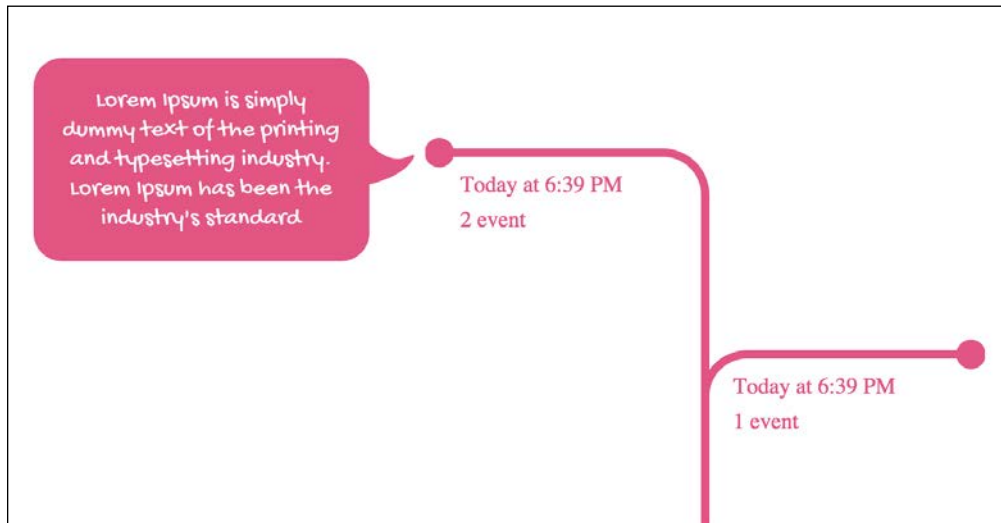 Lorem Ipsum is simply
dummy text of the printing
and typesetting industry.
Lorem Ipsum has been the
industry's standard
Today at 6:39 PM
2 event
Today at 6:39 PM
1 event